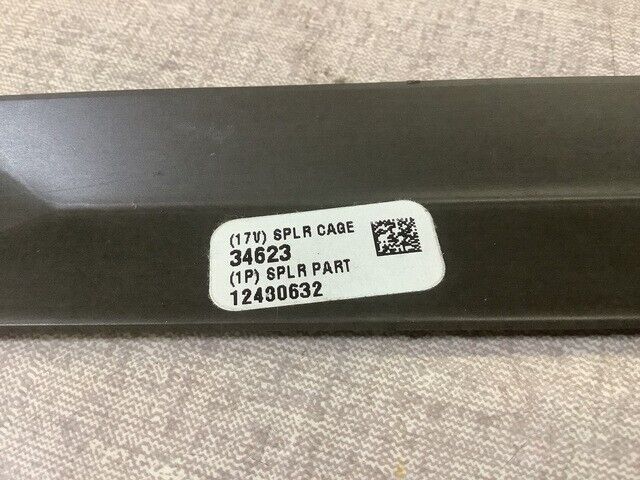 (17V) SPLR CAGE
34623
(1P) SPLR PART
12430632